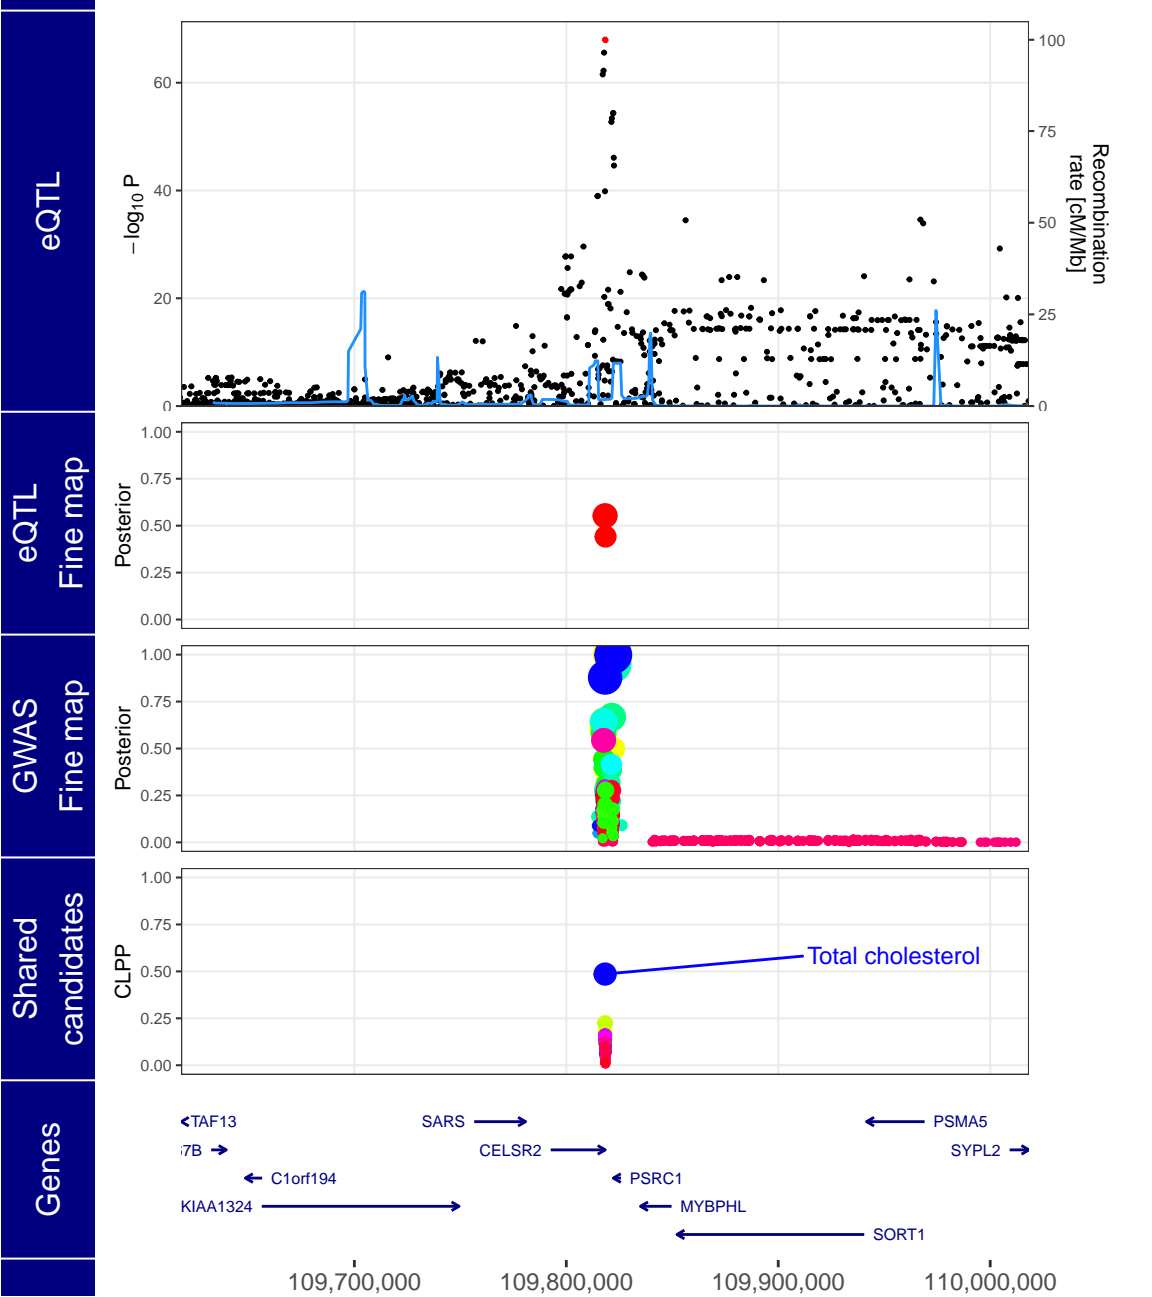 eQTL
−log10 P
60
40
20
0
100
75
50
25
0
Recombination
rate [cM/Mb]
eQTL
Fine map
Posterior
1.00
0.75
0.50
0.25
0.00
GWAS
Fine map
Posterior
1.00
0.75
0.50
0.25
0.00
Shared
candidates
CLPP
1.00
0.75
0.50
0.25
0.00
Total cholesterol
Genes
TAF13
SARS
PSMA5
7B
CELSR2
SYPL2
C1orf194
PSRC1
KIAA1324
MYBPHL
SORT1
109,700,000
109,800,000
109,900,000
110,000,000